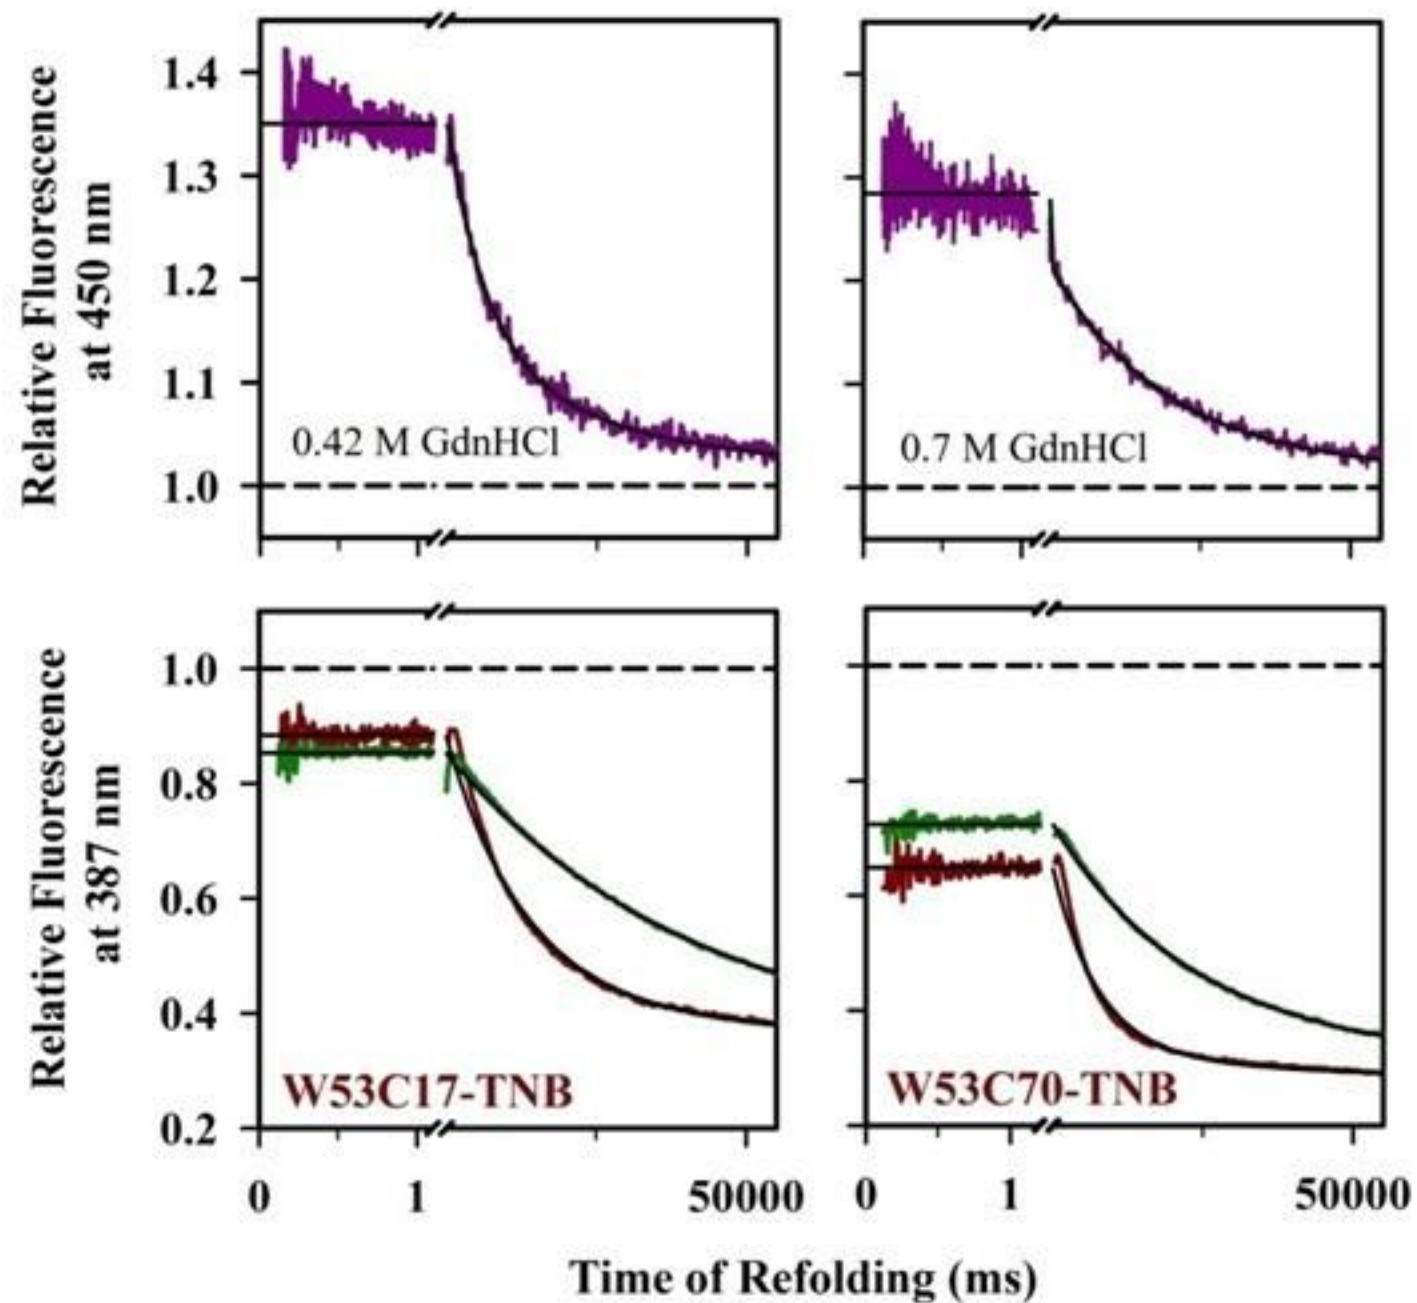 Relative Fluorescence
at 450 nm
1.4
1.3
1.2
1.1
1.0
0.42 M GdnHCl
0.7 M GdnHCl
Relative Fluorescence
at 387 nm
1.0
0.8
0.6
0.4
0.2
W53C17-TNB
W53C70-TNB
0 1 50000 0 1 50000
Time of Refolding (ms)